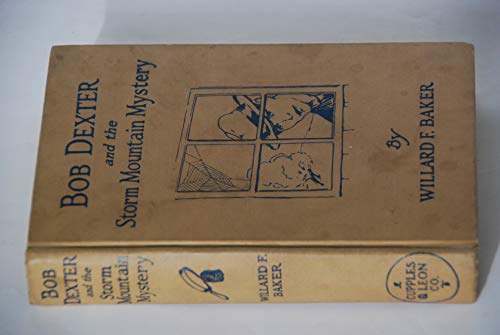 BOB DEXTER
and the
Storm Mountain Mystery
By
WILLARD F. BAKER
BOB
DEXTER
and the
Storm
Mountain
Mystery
WILLARD F.
BAKER
CUPPLES
& LEON
CO.